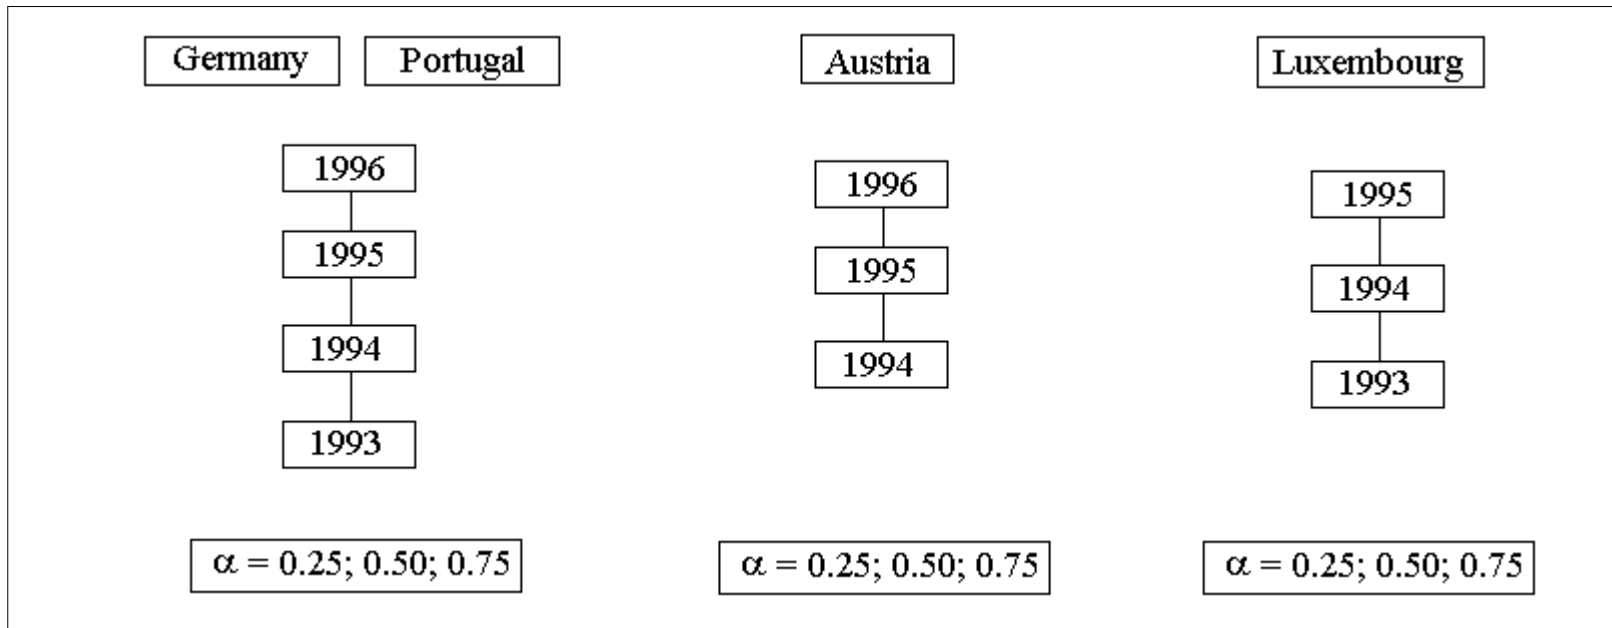 Germany
Portugal
Austria
Luxembourg
1996
1995
1994
1993
α = 0.25; 0.50; 0.75
1996
1995
1994
α = 0.25; 0.50; 0.75
1995
1994
1993
α = 0.25; 0.50; 0.75